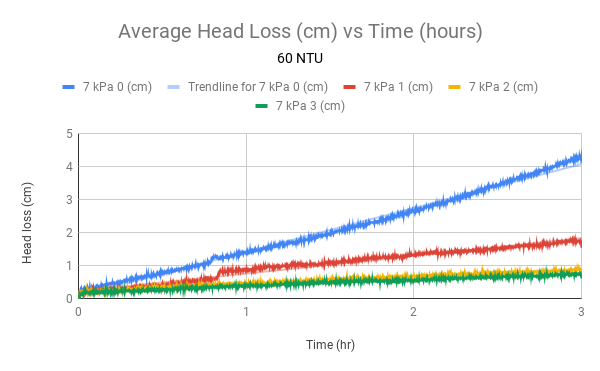 Average Head Loss (cm) vs Time (hours)
60 NTU
7 kPa 0 (cm) Trendline for 7 kPa 0 (cm) 7 kPa 1 (cm) 7 kPa 2 (cm)
7 kPa 3 (cm)
Head loss (cm)
5
4
3
2
1
0
0 1 2 3
Time (hr)